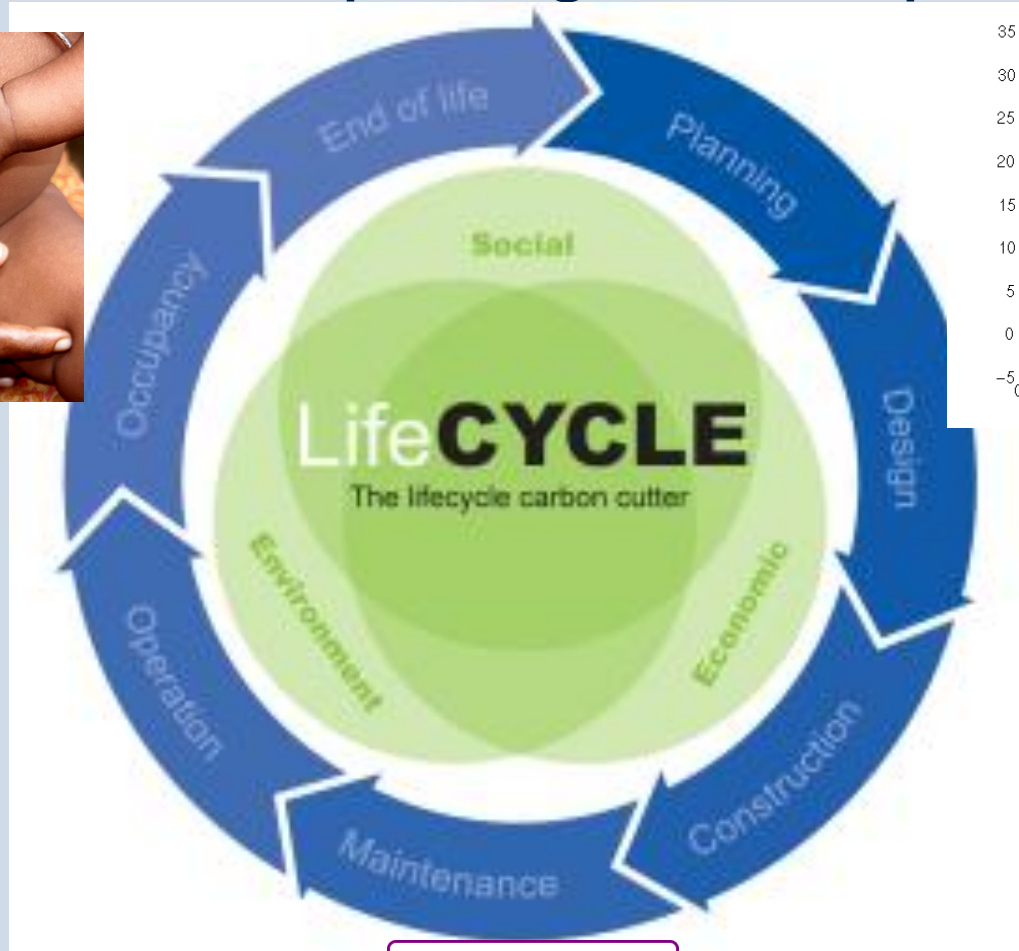 End of life
Planning
Design
Construction
Maintenance
Operation
Occupancy
Social
LifeCYCLE
The lifecycle carbon cutter
Environment
Economic
35
30
25
20
15
10
5
0
−5